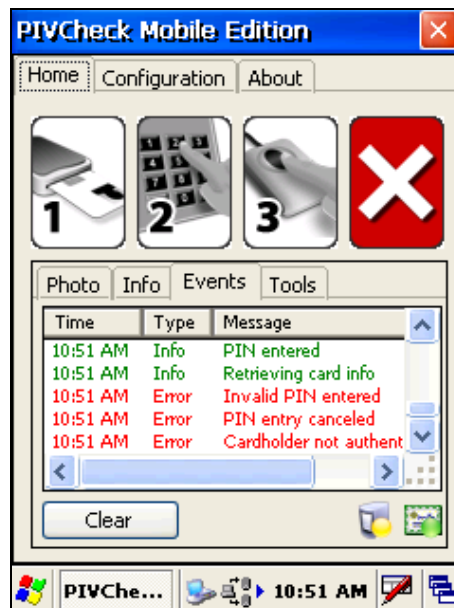 PIVCheck Mobile Edition
Home Configuration About
1 2 3
Photo Info Events Tools
Time Type Message
10:51 AM Info PIN entered
10:51 AM Info Retrieving card info
10:51 AM Error Invalid PIN entered
10:51 AM Error PIN entry canceled
10:51 AM Error Cardholder not authent
Clear
PIVChe... 10:51 AM